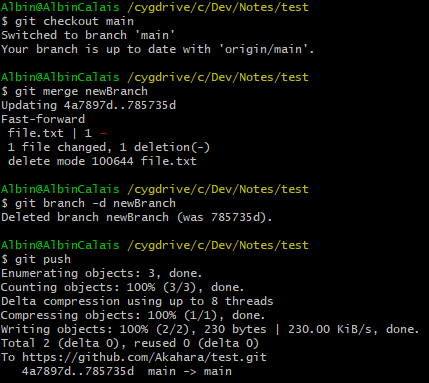 Albin@AlbinCalais /cygdrive/c/Dev/Notes/test
$ git checkout main
Switched to branch 'main'
Your branch is up to date with 'origin/main'.
Albin@AlbinCalais /cygdrive/c/Dev/Notes/test
$ git merge newBranch
Updating 4a7897d..785735d
Fast-forward
 file.txt | 1 -
 1 file changed, 1 deletion(-)
 delete mode 100644 file.txt
Albin@AlbinCalais /cygdrive/c/Dev/Notes/test
$ git branch -d newBranch
Deleted branch newBranch (was 785735d).
Albin@AlbinCalais /cygdrive/c/Dev/Notes/test
$ git push
Enumerating objects: 3, done.
Counting objects: 100% (3/3), done.
Delta compression using up to 8 threads
Compressing objects: 100% (1/1), done.
Writing objects: 100% (2/2), 230 bytes | 230.00 KiB/s, done.
Total 2 (delta 0), reused 0 (delta 0)
To https://github.com/Akahara/test.git
   4a7897d..785735d  main -> main